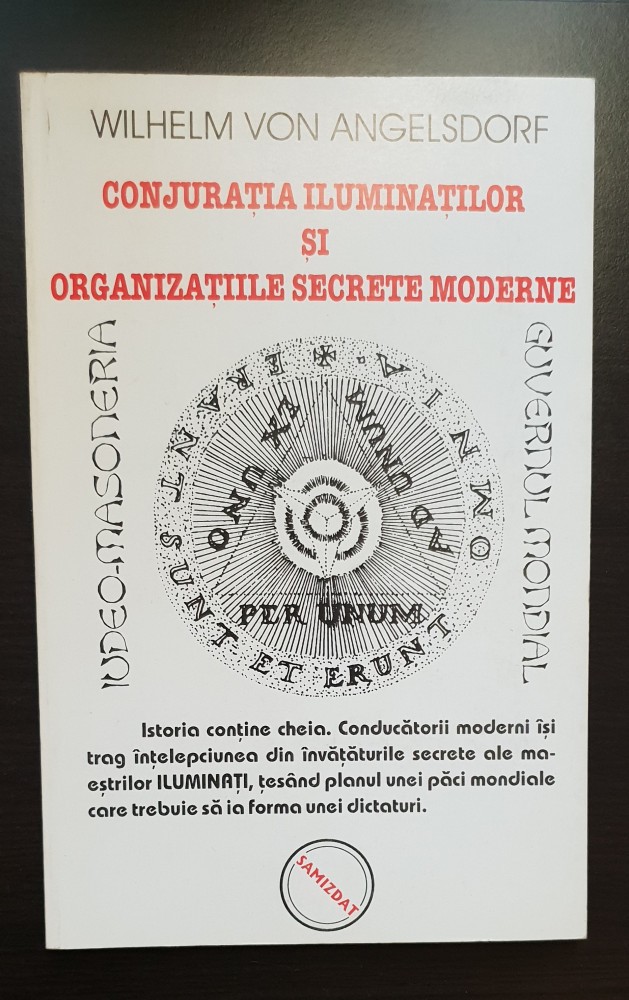 WILHELM VON ANGELSDORF
CONJURAȚIA ILUMINAȚILOR
ȘI
ORGANIZAȚIILE SECRETE MODERNE
IUDEO-MASONERIA
GUVERNUL MONDIAL
OMNIA · ERANT SUNT ET ERUNT
EX UNO
AD UNUM
PER UNUM
Istoria conține cheia. Conducătorii moderni își
trag înțelepciunea din învățăturile secrete ale ma-
eștrilor ILUMINAȚI, țesând planul unei păci mondiale
care trebuie să ia forma unei dictaturi.
SAMIZDAT